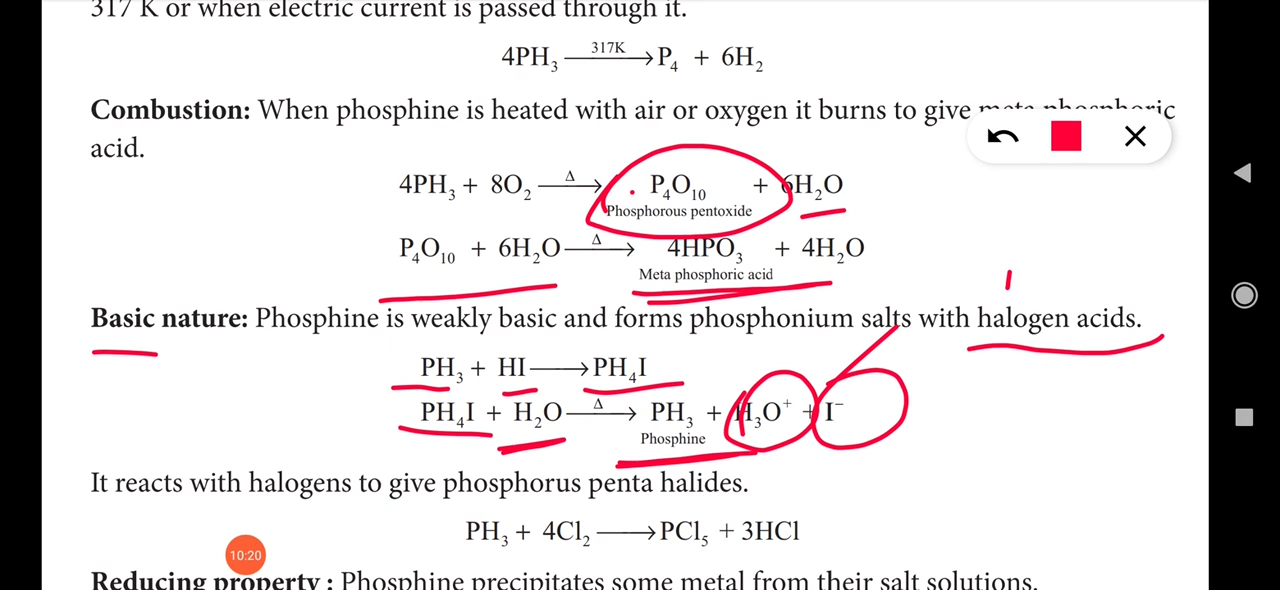 317 K or when electric current is passed through it.
4PH₃ —317K→ P₄ + 6H₂
Combustion: When phosphine is heated with air or oxygen it burns to give meta phosphoric
acid.
4PH₃ + 8O₂ —Δ→ P₄O₁₀ + 6H₂O
Phosphorous pentoxide
P₄O₁₀ + 6H₂O —Δ→ 4HPO₃ + 4H₂O
Meta phosphoric acid
Basic nature: Phosphine is weakly basic and forms phosphonium salts with halogen acids.
PH₃ + HI ⟶ PH₄I
PH₄I + H₂O —Δ→ PH₃ + H₃O⁺ + I⁻
Phosphine
It reacts with halogens to give phosphorus penta halides.
PH₃ + 4Cl₂ ⟶ PCl₅ + 3HCl
10:20
Reducing property : Phosphine precipitates some metal from their salt solutions.